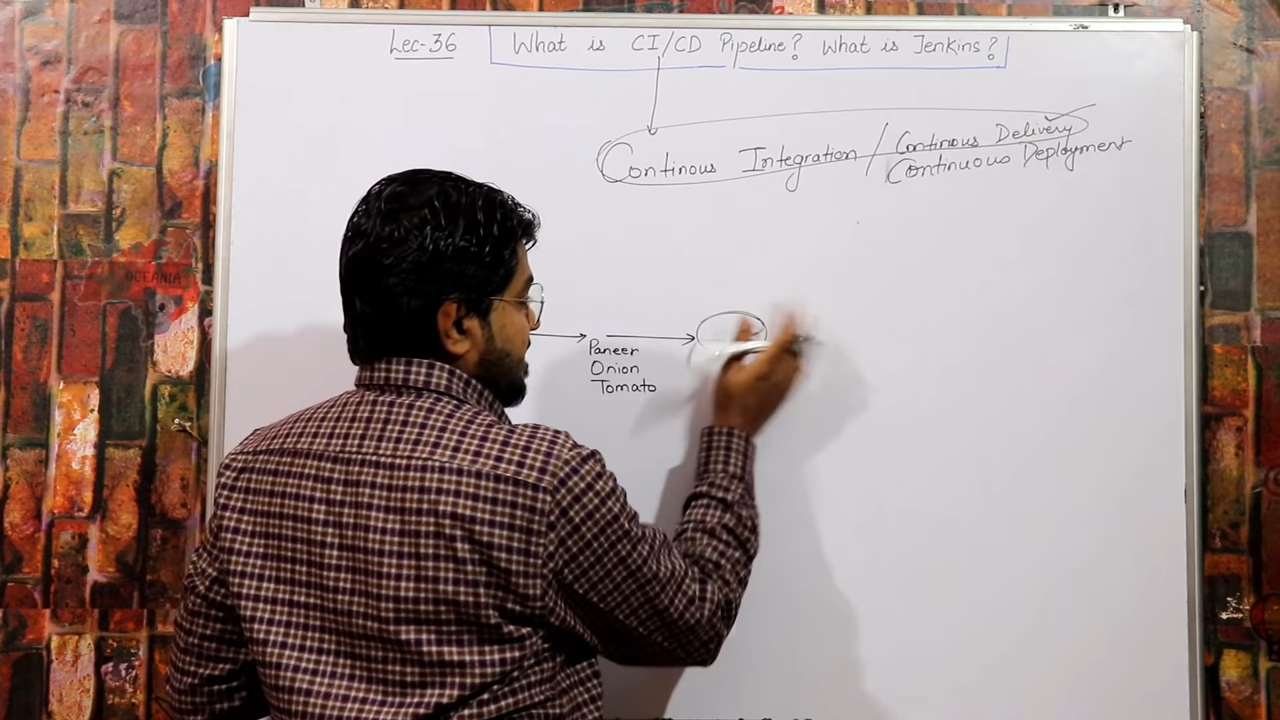 Lec-36 What is CI/CD Pipeline? What is Jenkins?
Continous Integration / Continous Delivery
Continuous Deployment
Paneer
Onion
Tomato
OCEANIA